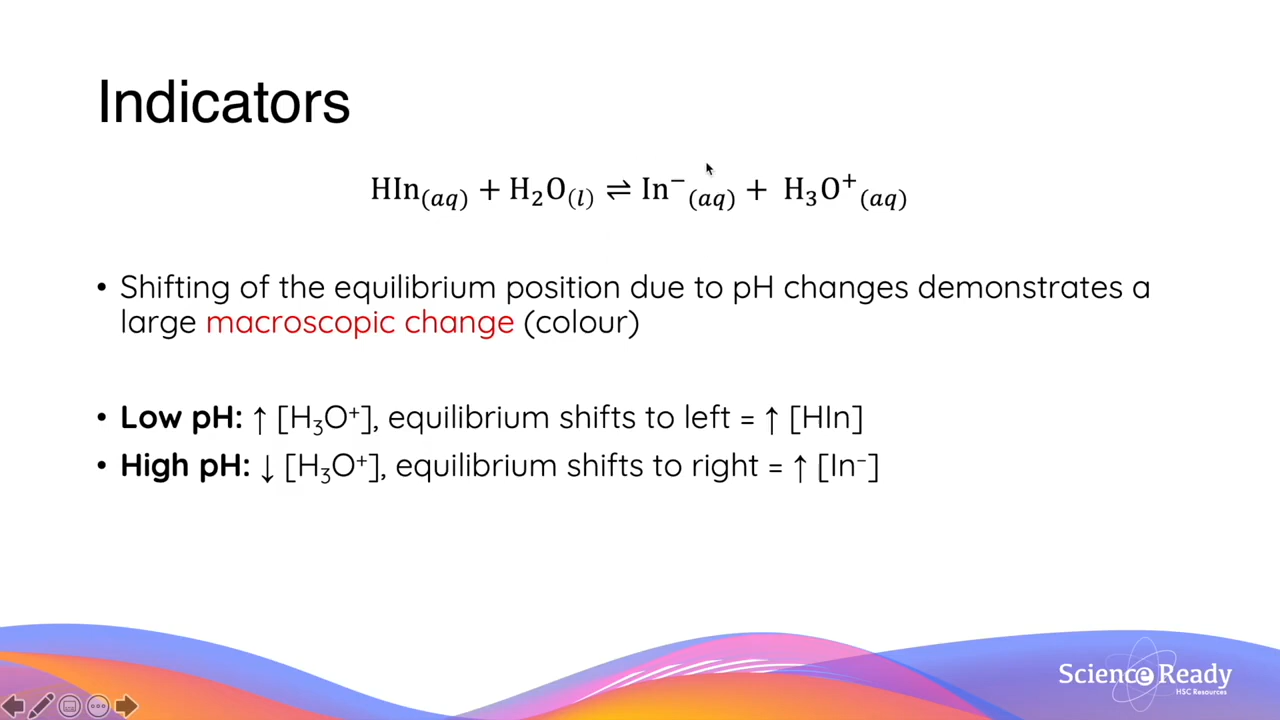 Indicators
HIn(aq) + H₂O(l) ⇌ In⁻(aq) + H₃O⁺(aq)
• Shifting of the equilibrium position due to pH changes demonstrates a
large macroscopic change (colour)
• Low pH: ↑ [H₃O⁺], equilibrium shifts to left = ↑ [HIn]
• High pH: ↓ [H₃O⁺], equilibrium shifts to right = ↑ [In⁻]
Science Ready
HSC Resources